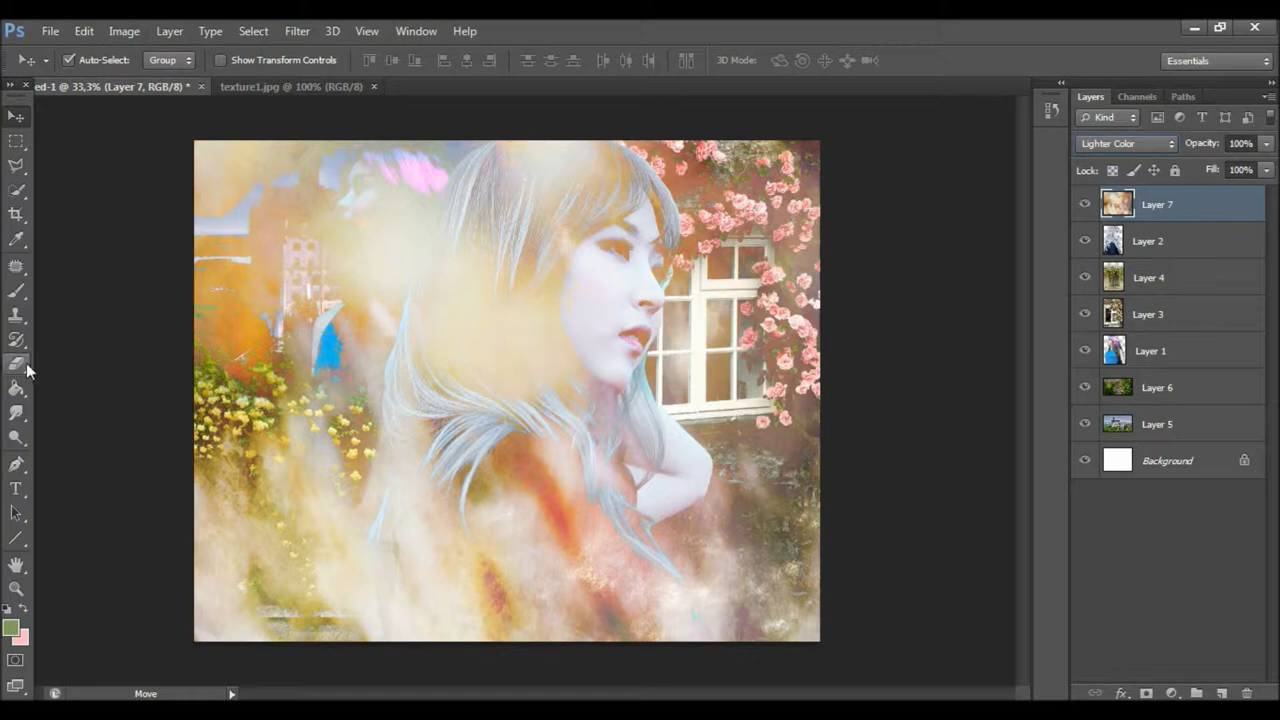 Ps File Edit Image Layer Type Select Filter 3D View Window Help
Auto-Select: Group Show Transform Controls 3D Mode: Essentials
ed-1 @ 33,3% (Layer 7, RGB/8) * × texture1.jpg @ 100% (RGB/8) ×
Layers Channels Paths
Kind
Lighter Color Opacity: 100%
Lock: Fill: 100%
Layer 7
Layer 2
Layer 4
Layer 3
Layer 1
Layer 6
Layer 5
Background
Move